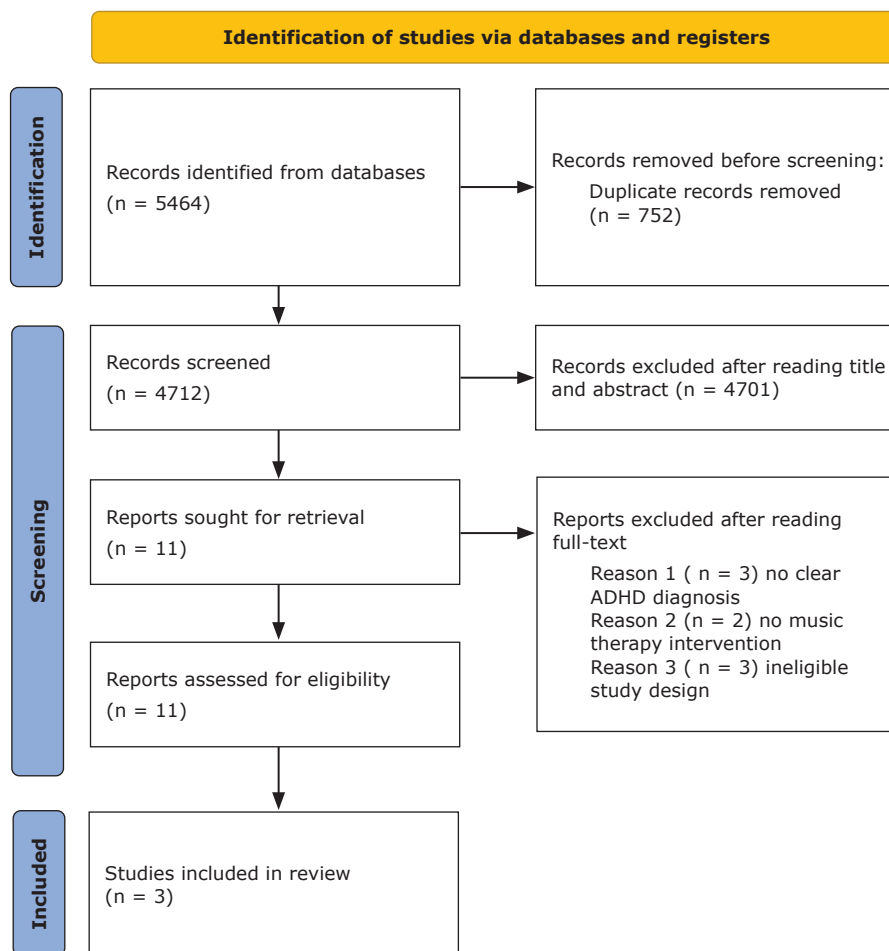 Identification of studies via databases and registers
Identification
Records identified from databases
(n = 5464)
Records removed before screening:
Duplicate records removed
(n = 752)
Screening
Records screened
(n = 4712)
Records excluded after reading title
and abstract (n = 4701)
Reports sought for retrieval
(n = 11)
Reports excluded after reading
full-text
Reason 1 ( n = 3) no clear
ADHD diagnosis
Reason 2 (n = 2) no music
therapy intervention
Reason 3 ( n = 3) ineligible
study design
Reports assessed for eligibility
(n = 11)
Included
Studies included in review
(n = 3)